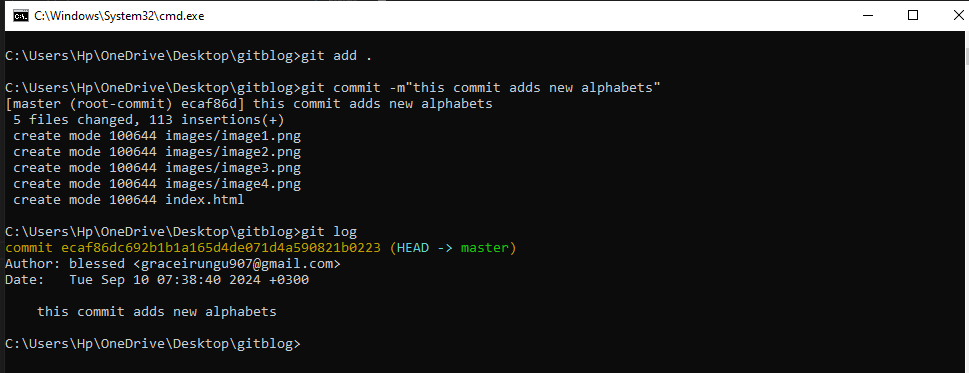 C:\Windows\System32\cmd.exe
C:\Users\Hp\OneDrive\Desktop\gitblog>git add .
C:\Users\Hp\OneDrive\Desktop\gitblog>git commit -m"this commit adds new alphabets"
[master (root-commit) ecaf86d] this commit adds new alphabets
 5 files changed, 113 insertions(+)
 create mode 100644 images/image1.png
 create mode 100644 images/image2.png
 create mode 100644 images/image3.png
 create mode 100644 images/image4.png
 create mode 100644 index.html
C:\Users\Hp\OneDrive\Desktop\gitblog>git log
commit ecaf86dc692b1b1a165d4de071d4a590821b0223 (HEAD -> master)
Author: blessed <graceirungu907@gmail.com>
Date:   Tue Sep 10 07:38:40 2024 +0300
    this commit adds new alphabets
C:\Users\Hp\OneDrive\Desktop\gitblog>